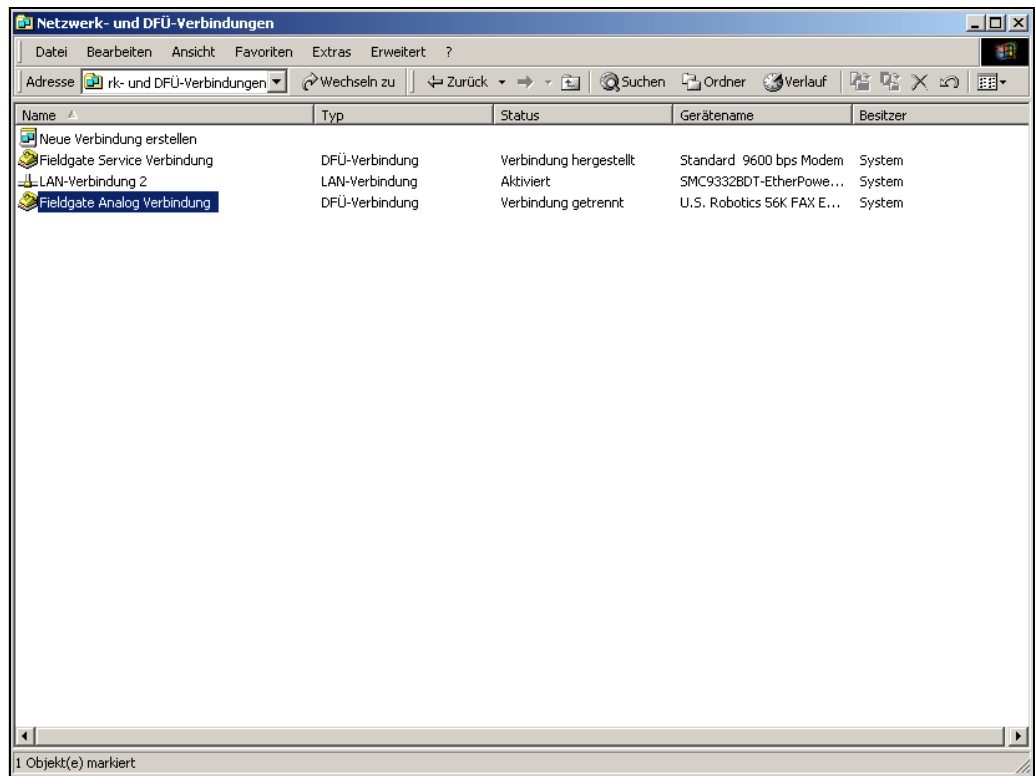 Netzwerk- und DFÜ-Verbindungen
Datei Bearbeiten Ansicht Favoriten Extras Erweitert ?
Adresse rk- und DFÜ-Verbindungen Wechseln zu Zurück Suchen Ordner Verlauf
Name Typ Status Gerätename Besitzer
Neue Verbindung erstellen
Fieldgate Service Verbindung DFÜ-Verbindung Verbindung hergestellt Standard 9600 bps Modem System
LAN-Verbindung 2 LAN-Verbindung Aktiviert SMC9332BDT-EtherPowe... System
Fieldgate Analog Verbindung DFÜ-Verbindung Verbindung getrennt U.S. Robotics 56K FAX E... System
1 Objekt(e) markiert